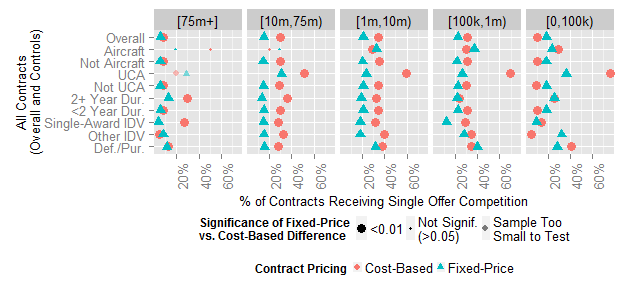 [75m+] [10m,75m) [1m,10m) [100k,1m) [0,100k)
All Contracts
(Overall and Controls)
Overall
Aircraft
Not Aircraft
UCA
Not UCA
2+ Year Dur.
<2 Year Dur.
Single-Award IDV
Other IDV
Def./Pur.
20% 40% 60% 20% 40% 60% 20% 40% 60% 20% 40% 60% 20% 40% 60%
% of Contracts Receiving Single Offer Competition
Significance of Fixed-Price
vs. Cost-Based Difference
<0.01
Not Signif.
(>0.05)
Sample Too
Small to Test
Contract Pricing Cost-Based Fixed-Price